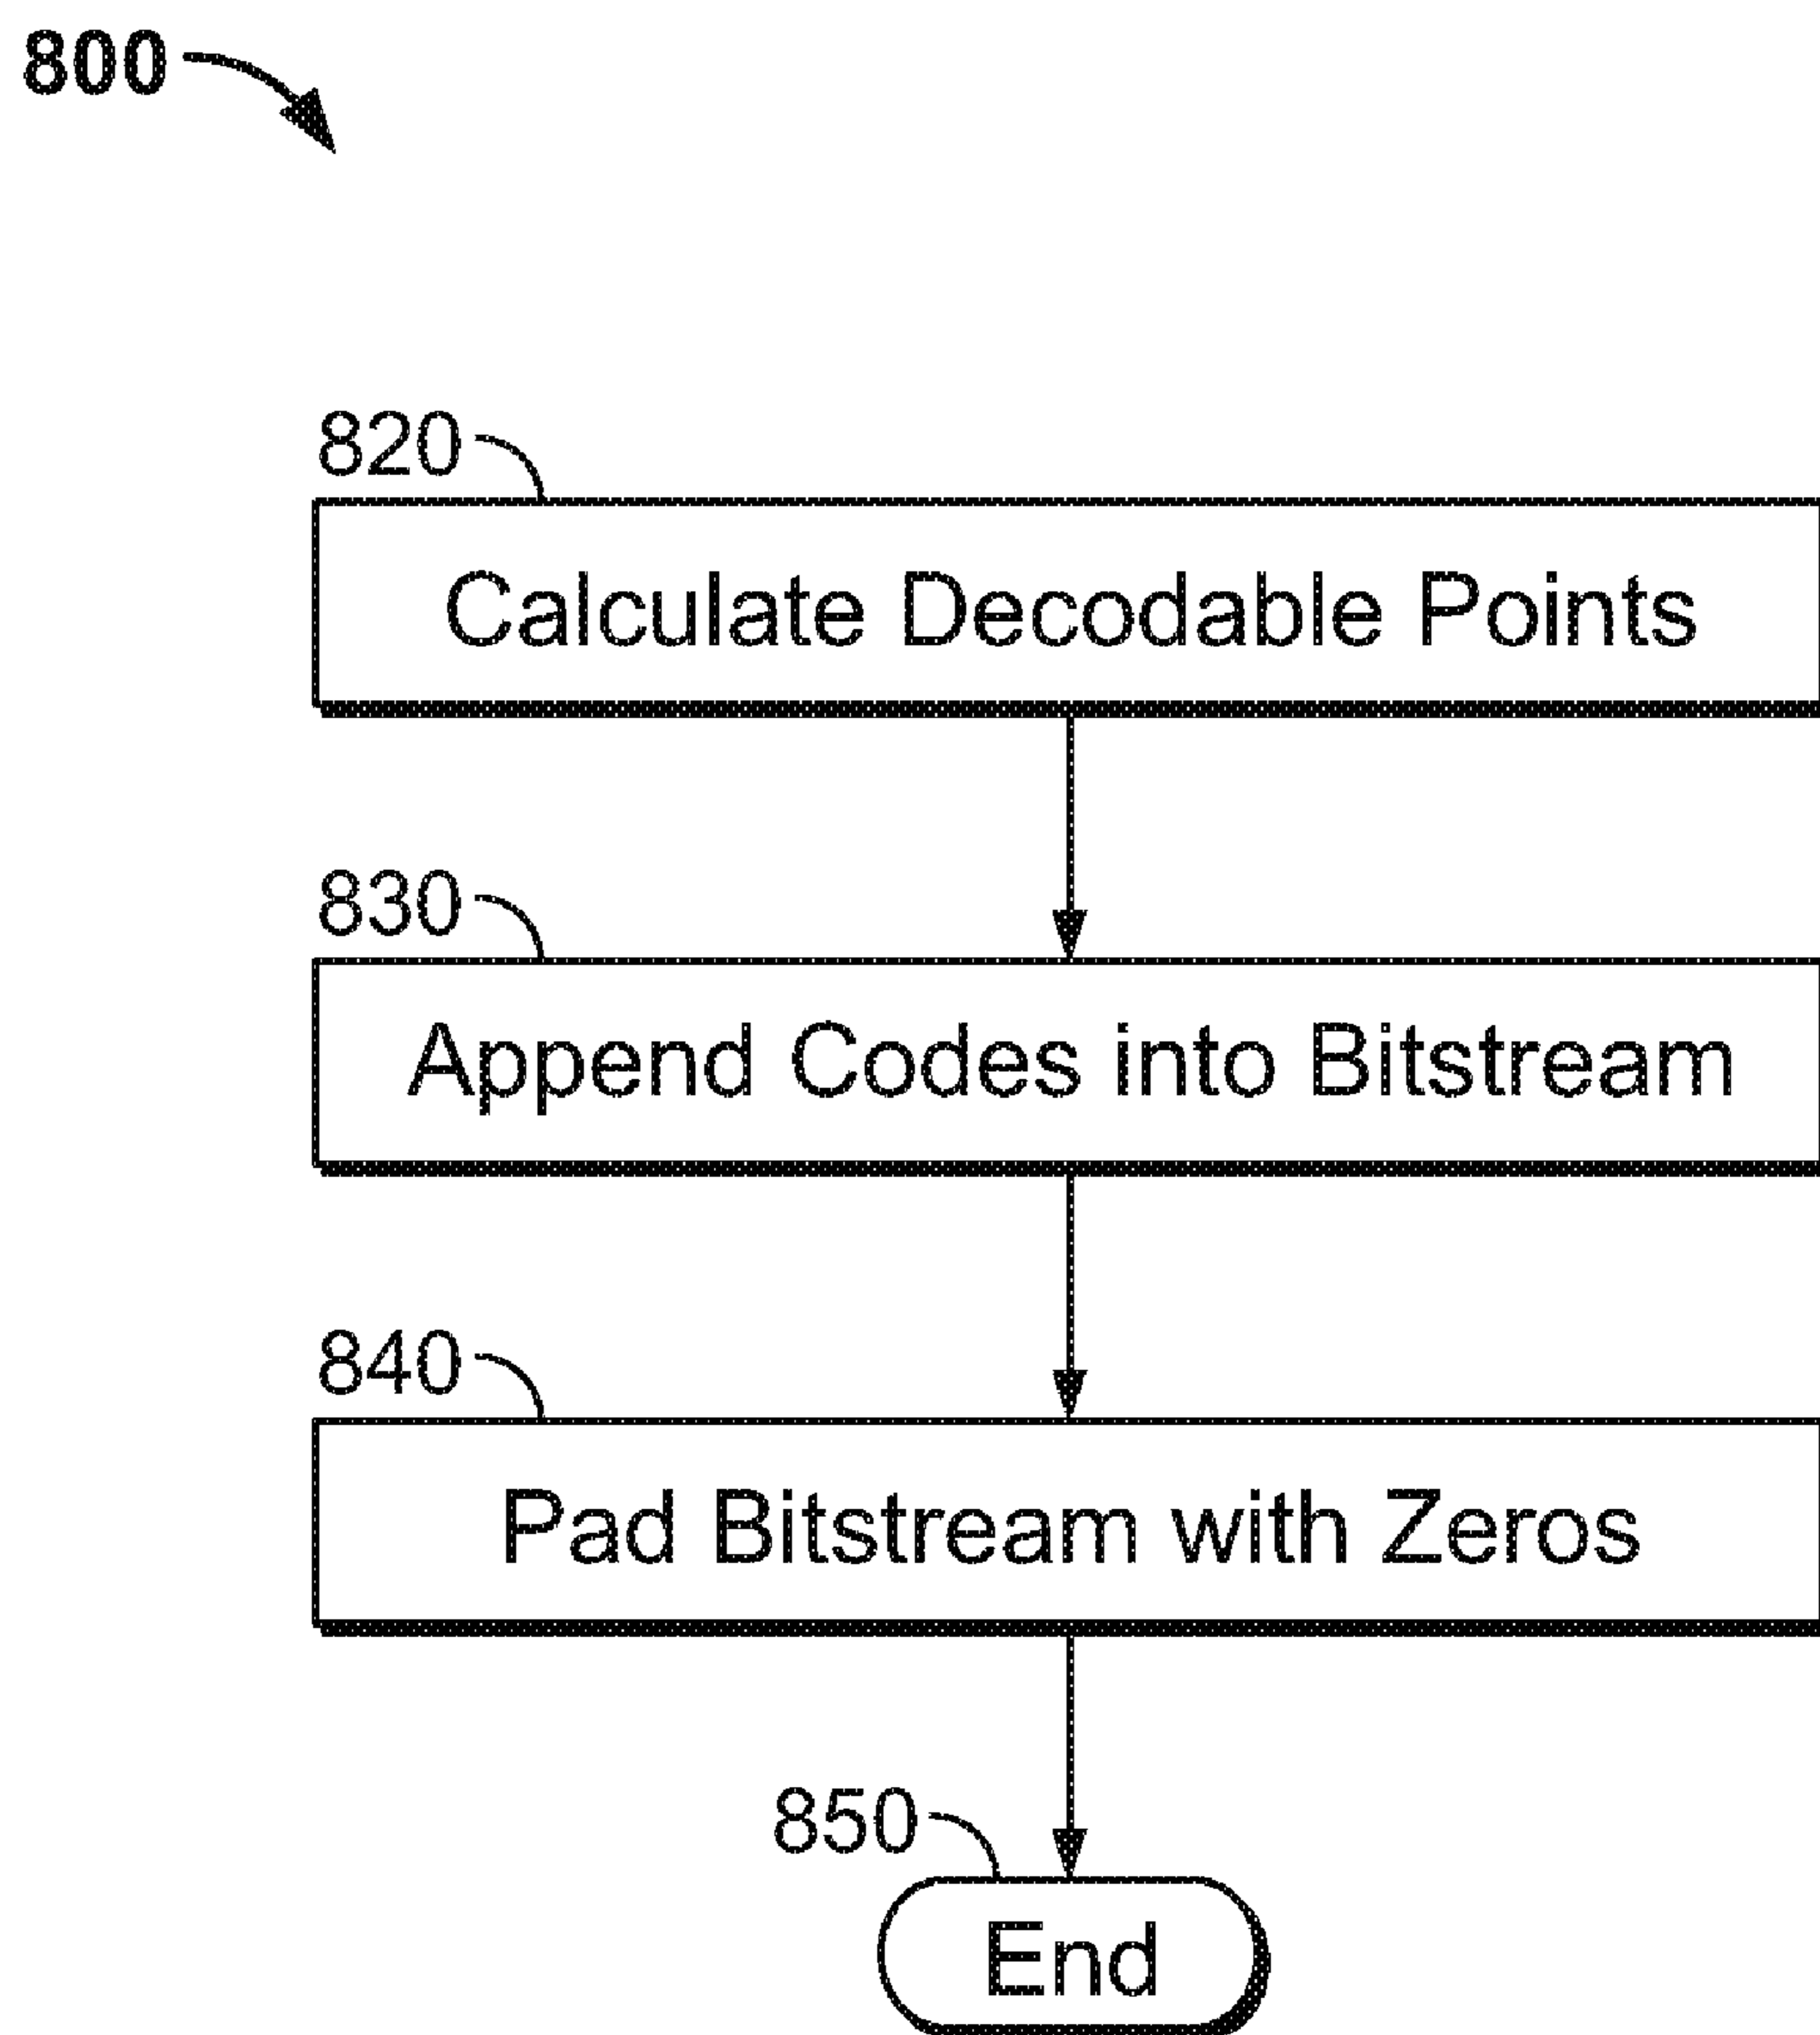 800
820
Calculate Decodable Points
830
Append Codes into Bitstream
840
Pad Bitstream with Zeros
850
End